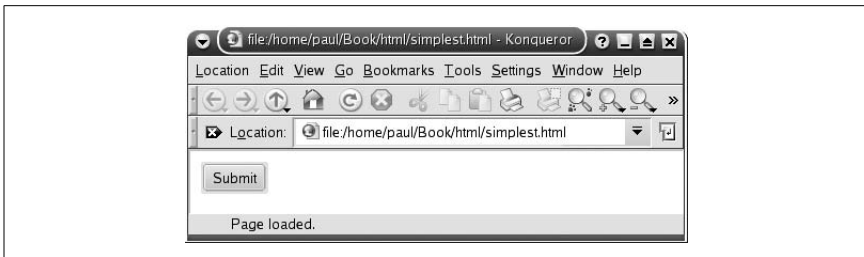 file:/home/paul/Book/html/simplest.html - Konqueror
Location Edit View Go Bookmarks Tools Settings Window Help
Location: file:/home/paul/Book/html/simplest.html
Submit
Page loaded.